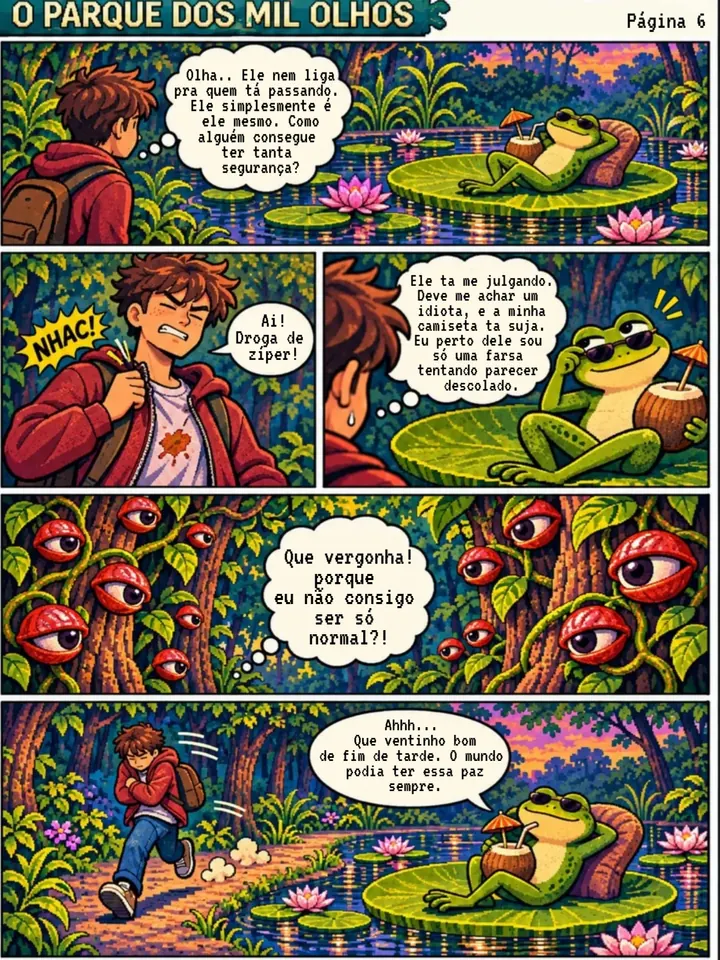 O PARQUE DOS MIL OLHOS
Página 6
Olha.. Ele nem liga
pra quem tá passando.
Ele simplesmente é
ele mesmo. Como
alguém consegue
ter tanta
segurança?
NHAC!
Ai!
Droga de
zíper!
Ele ta me julgando.
Deve me achar um
idiota, e a minha
camiseta ta suja.
Eu perto dele sou
só uma farsa
tentando parecer
descolado.
Que vergonha!
porque
eu não consigo
ser só
normal?!
Ahhh...
Que ventinho bom
de fim de tarde. O mundo
podia ter essa paz
sempre.